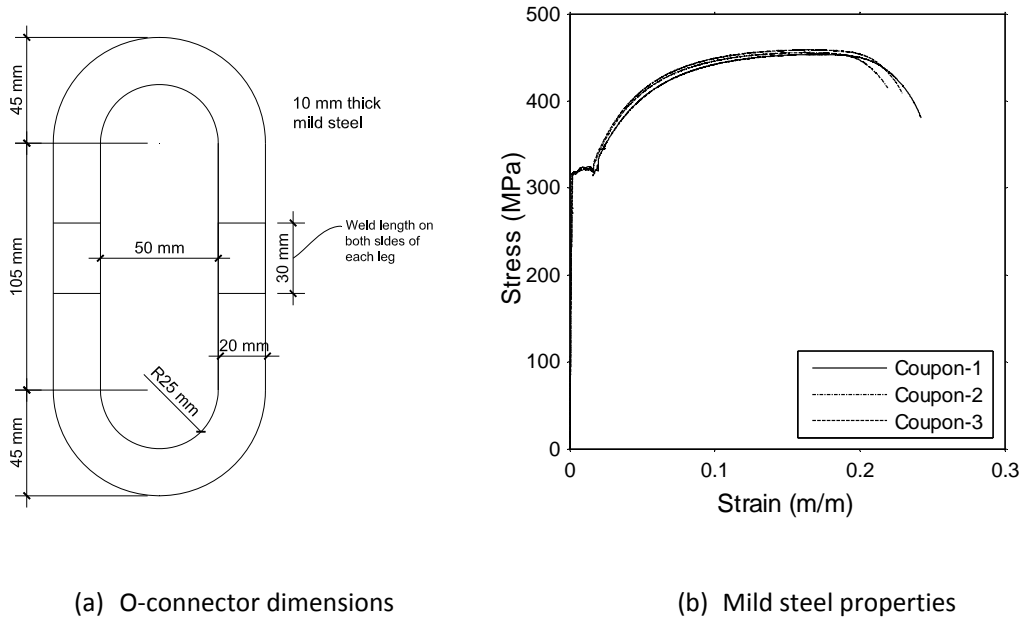 45 mm
105 mm
45 mm
10 mm thick
mild steel
50 mm
30 mm
Weld length on
both sides of
each leg
20 mm
R25 mm
500
400
300
200
100
0
0
0.1
0.2
0.3
Stress (MPa)
Strain (m/m)
Coupon-1
Coupon-2
Coupon-3
(a) O-connector dimensions
(b) Mild steel properties